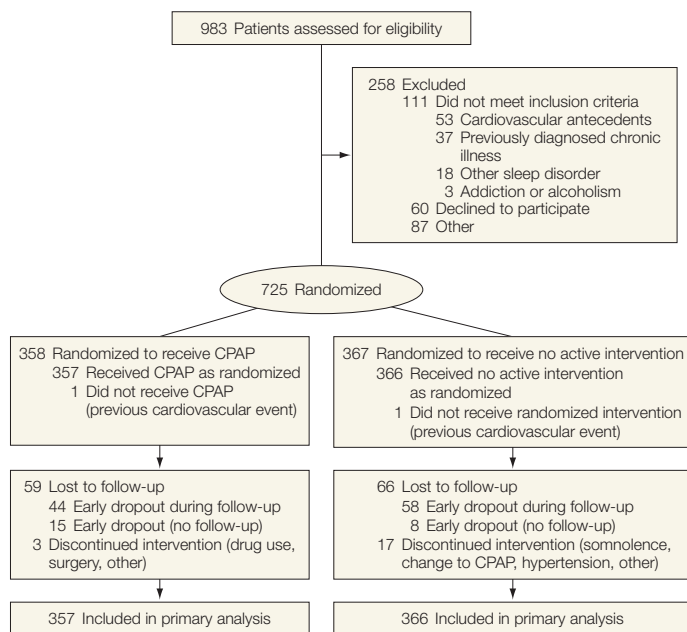 983 Patients assessed for eligibility
258 Excluded
111 Did not meet inclusion criteria
53 Cardiovascular antecedents
37 Previously diagnosed chronic
illness
18 Other sleep disorder
3 Addiction or alcoholism
60 Declined to participate
87 Other
725 Randomized
358 Randomized to receive CPAP
357 Received CPAP as randomized
1 Did not receive CPAP
(previous cardiovascular event)
367 Randomized to receive no active intervention
366 Received no active intervention
as randomized
1 Did not receive randomized intervention
(previous cardiovascular event)
59 Lost to follow-up
44 Early dropout during follow-up
15 Early dropout (no follow-up)
3 Discontinued intervention (drug use,
surgery, other)
66 Lost to follow-up
58 Early dropout during follow-up
8 Early dropout (no follow-up)
17 Discontinued intervention (somnolence,
change to CPAP, hypertension, other)
357 Included in primary analysis
366 Included in primary analysis